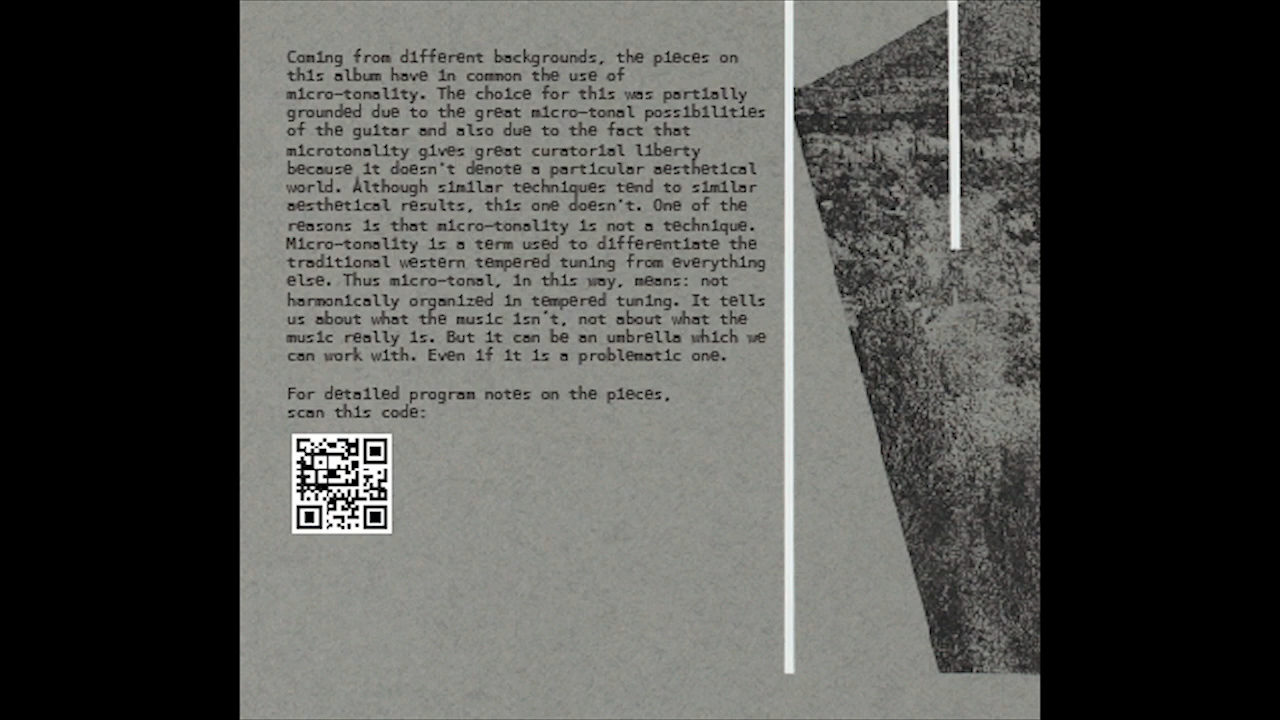 Coming from different backgrounds, the pieces on
this album have in common the use of
micro-tonality. The choice for this was partially
grounded due to the great micro-tonal possibilities
of the guitar and also due to the fact that
microtonality gives great curatorial liberty
because it doesn't denote a particular aesthetical
world. Although similar techniques tend to similar
aesthetical results, this one doesn't. One of the
reasons is that micro-tonality is not a technique.
Micro-tonality is a term used to differentiate the
traditional western tempered tuning from everything
else. Thus micro-tonal, in this way, means: not
harmonically organized in tempered tuning. It tells
us about what the music isn't, not about what the
music really is. But it can be an umbrella which we
can work with. Even if it is a problematic one.
For detailed program notes on the pieces,
scan this code: